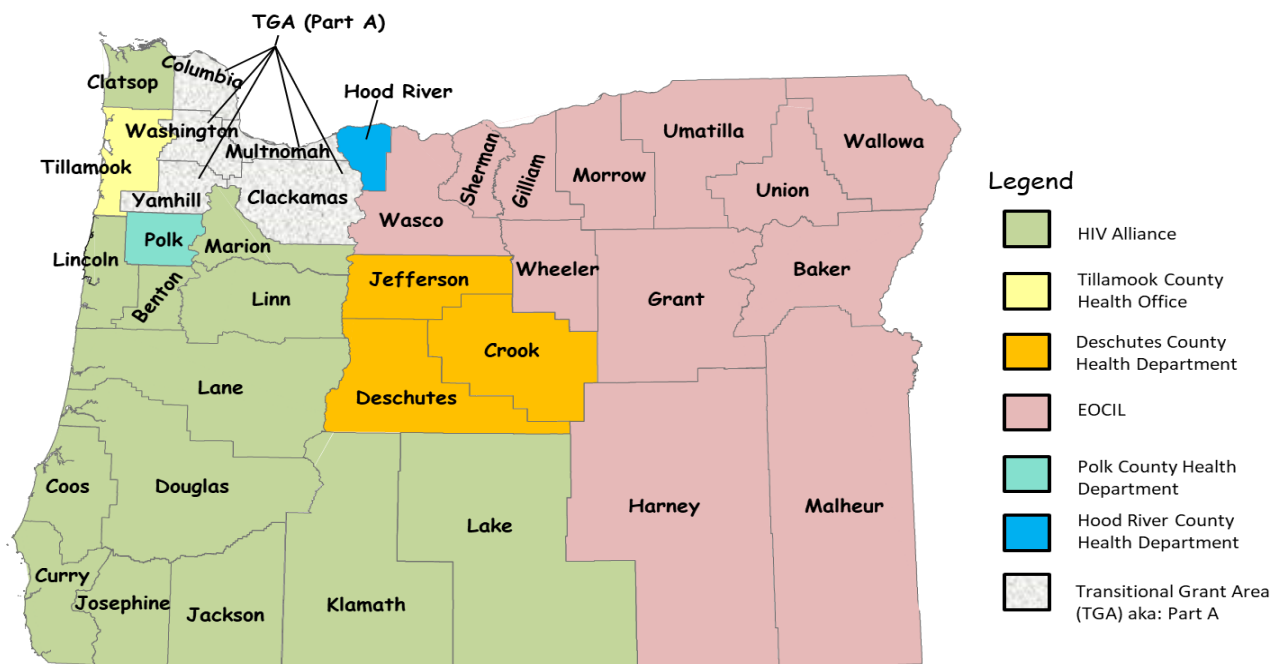 TGA (Part A)
Columbia
Clatsop
Hood River
Washington
Multnomah
Tillamook
Yamhill
Clackamas
Sherman
Gilliam
Morrow
Umatilla
Union
Wallowa
Wasco
Polk
Marion
Lincoln
Benton
Linn
Jefferson
Wheeler
Grant
Baker
Crook
Deschutes
Lane
Coos
Douglas
Lake
Harney
Malheur
Curry
Josephine
Jackson
Klamath
Legend
HIV Alliance
Tillamook County
Health Office
Deschutes County
Health Department
EOCIL
Polk County Health
Department
Hood River County
Health Department
Transitional Grant Area
(TGA) aka: Part A